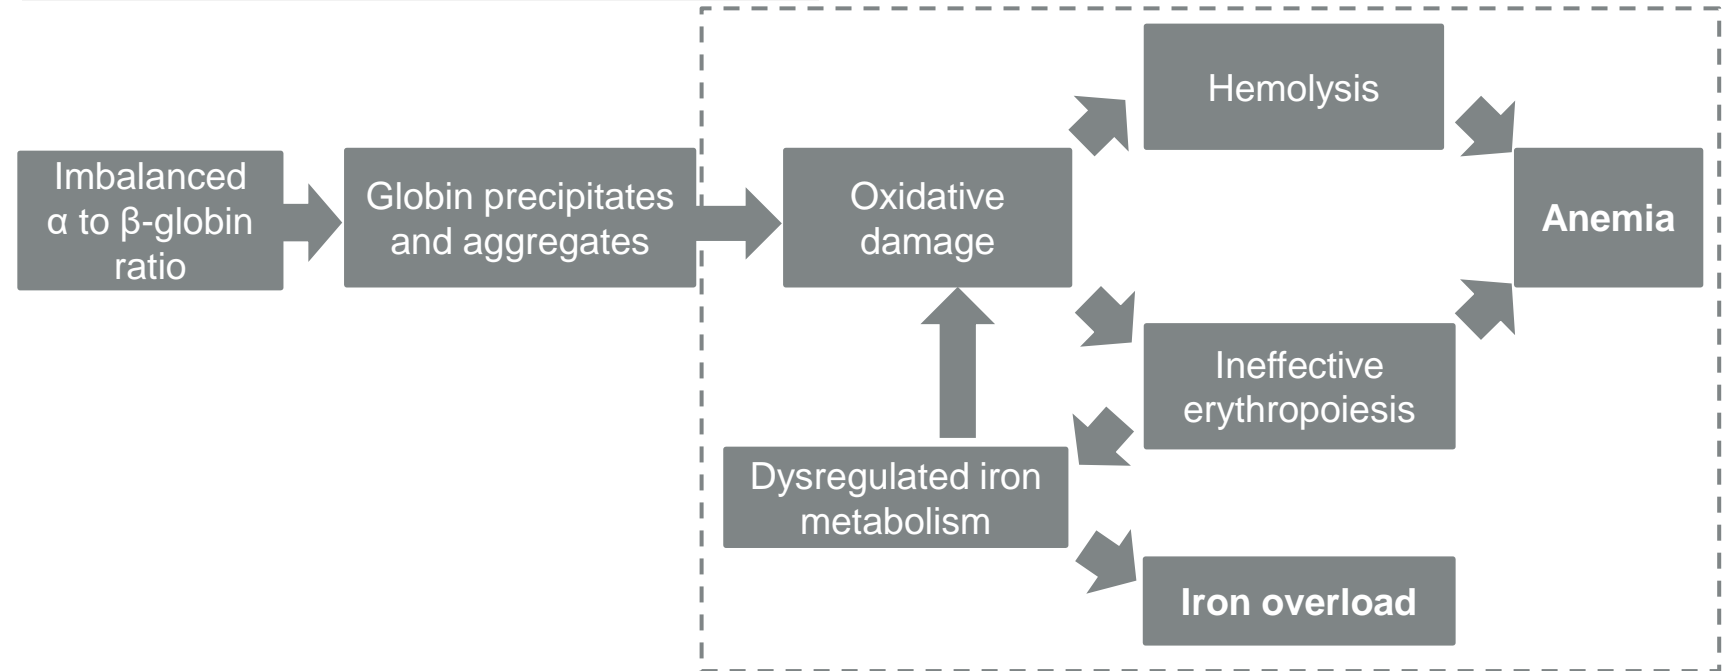 Imbalanced
α to β-globin
ratio
Globin precipitates
and aggregates
Oxidative
damage
Hemolysis
Anemia
Ineffective
erythropoiesis
Dysregulated iron
metabolism
Iron overload